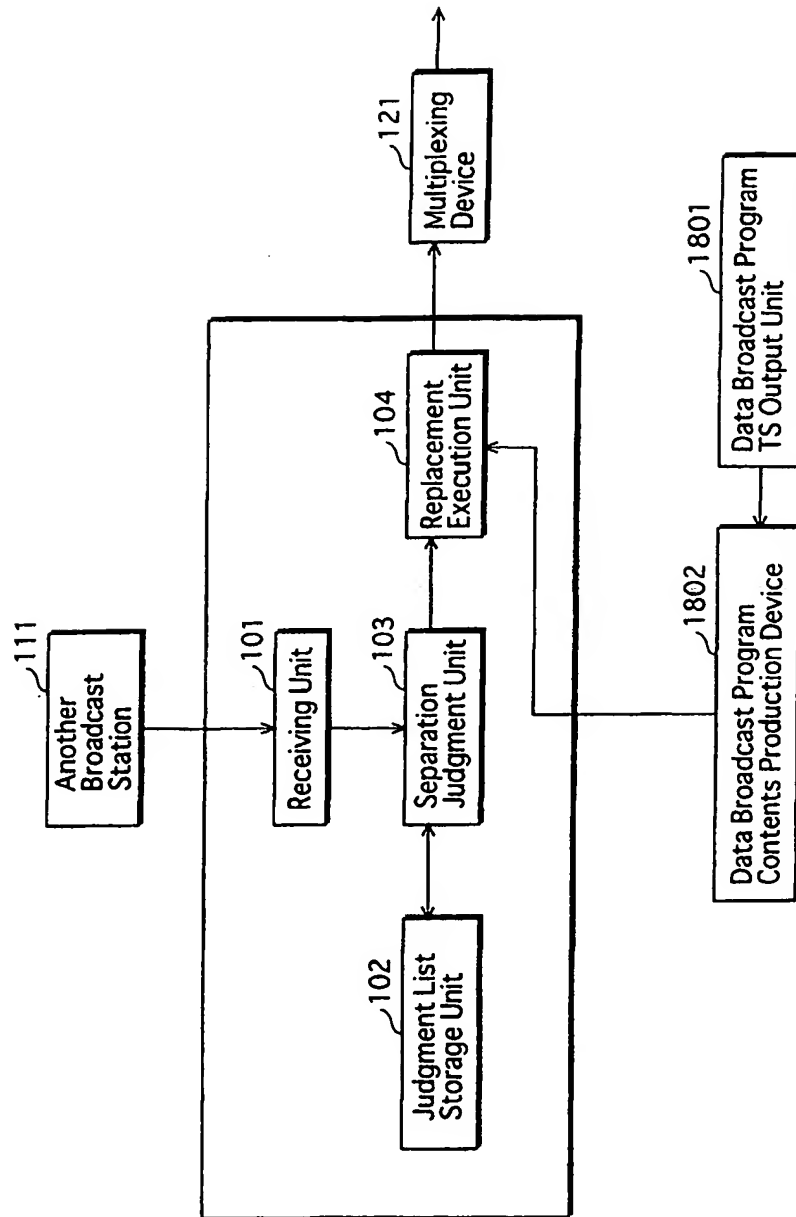 111
Another
Broadcast
Station
101
Receiving Unit
102
Judgment List
Storage Unit
103
Separation
Judgment Unit
104
Replacement
Execution Unit
121
Multiplexing
Device
1802
Data Broadcast Program
Contents Production Device
1801
Data Broadcast Program
TS Output Unit